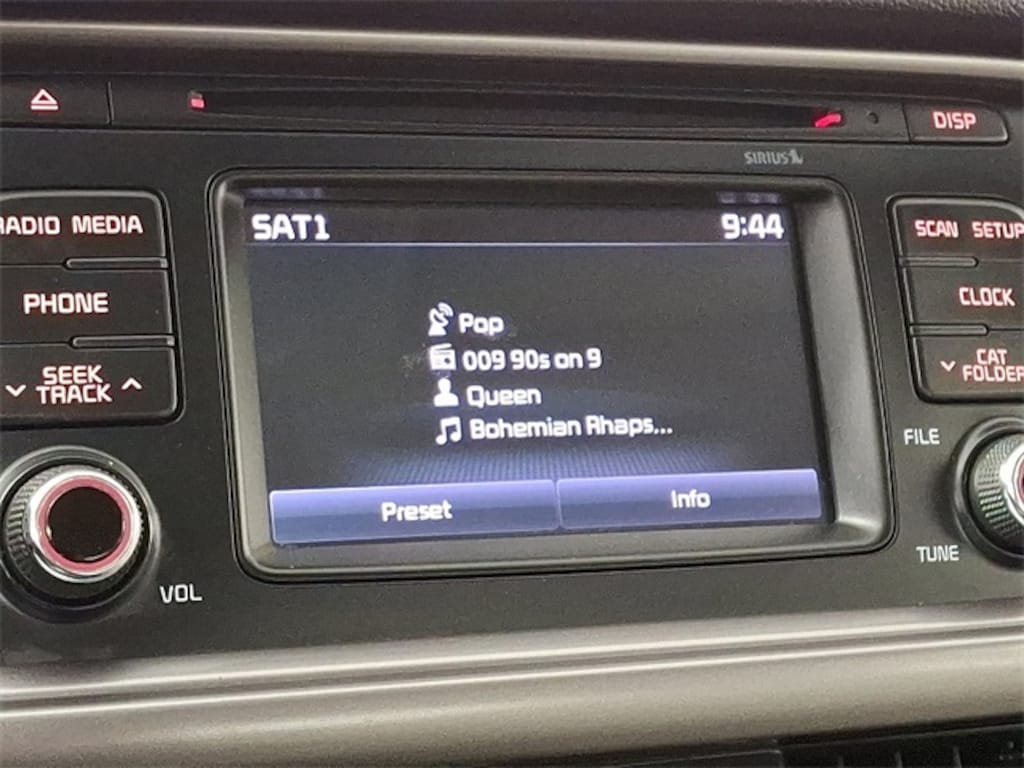 DISP
SIRIUS
RADIO MEDIA
SAT1 9:44
SCAN SETUP
PHONE
CLOCK
Pop
009 90s on 9
SEEK
TRACK
CAT
FOLDER
Queen
Bohemian Rhaps...
FILE
Preset Info
TUNE
VOL